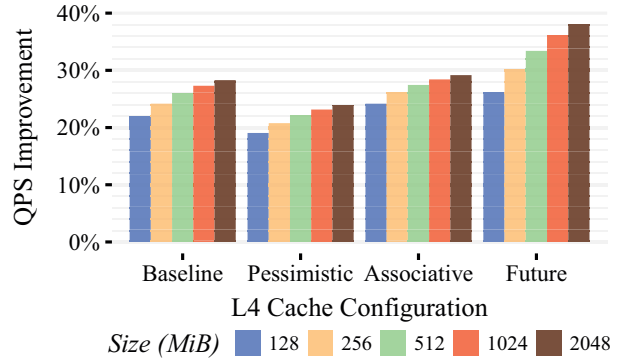 QPS Improvement
40%
30%
20%
10%
0%
Baseline Pessimistic Associative Future
L4 Cache Configuration
Size (MiB) 128 256 512 1024 2048